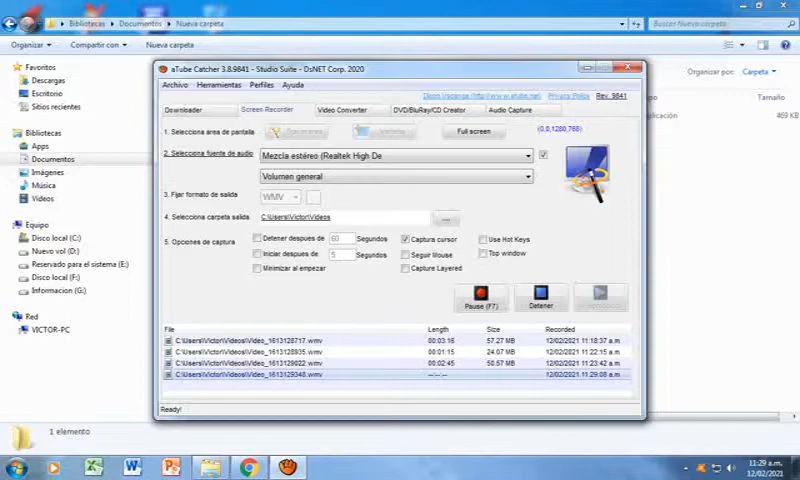 Bibliotecas Documentos Nueva carpeta
Buscar Nueva carpeta
Organizar Compartir con Nueva carpeta
Organizar por: Carpeta
Tamaño
469 KB
Favoritos
Descargas
Escritorio
Sitios recientes
Bibliotecas
Apps
Documentos
Imágenes
Música
Vídeos
Equipo
Disco local (C:)
Nuevo vol (D:)
Reservado para el sistema (E:)
Disco local (F:)
Informacion (G:)
Red
VICTOR-PC
aTube Catcher 3.8.9841 - Studio Suite - DsNET Corp. 2020
Archivo Herramientas Perfiles Ayuda
Privacy Policy Rev. 9841
Downloader Screen Recorder Video Converter DVD/BluRay/CD Creator Audio Capture
1. Selecciona area de pantalla
Full screen
(0,0,1280,768)
2. Selecciona fuente de audio
Mezcla estéreo (Realtek High De
Volumen general
3. Fijar formato de salida
WMV
4. Selecciona carpeta salida
C:\Users\Victor\Videos
...
5. Opciones de captura
Detener después de 60 Segundos
Captura cursor
Use Hot Keys
Iniciar despues de 5 Segundos
Seguir Mouse
Top window
Minimizar al empezar
Capture Layered
Pause (F7)
Detener
File Length Size Recorded
C:\Users\Victor\Videos\Video_1613128717.wmv 00:03:16 57.27 MB 12/02/2021 11:18:37 a.m
C:\Users\Victor\Videos\Video_1613128935.wmv 00:01:15 24.07 MB 12/02/2021 11:22:15 a.m
C:\Users\Victor\Videos\Video_1613129022.wmv 00:02:45 50.57 MB 12/02/2021 11:23:42 a.m
C:\Users\Victor\Videos\Video_1613129348.wmv --:--:-- 12/02/2021 11:29:08 a.m
Ready!
1 elemento
11:29 a.m.
12/02/2021